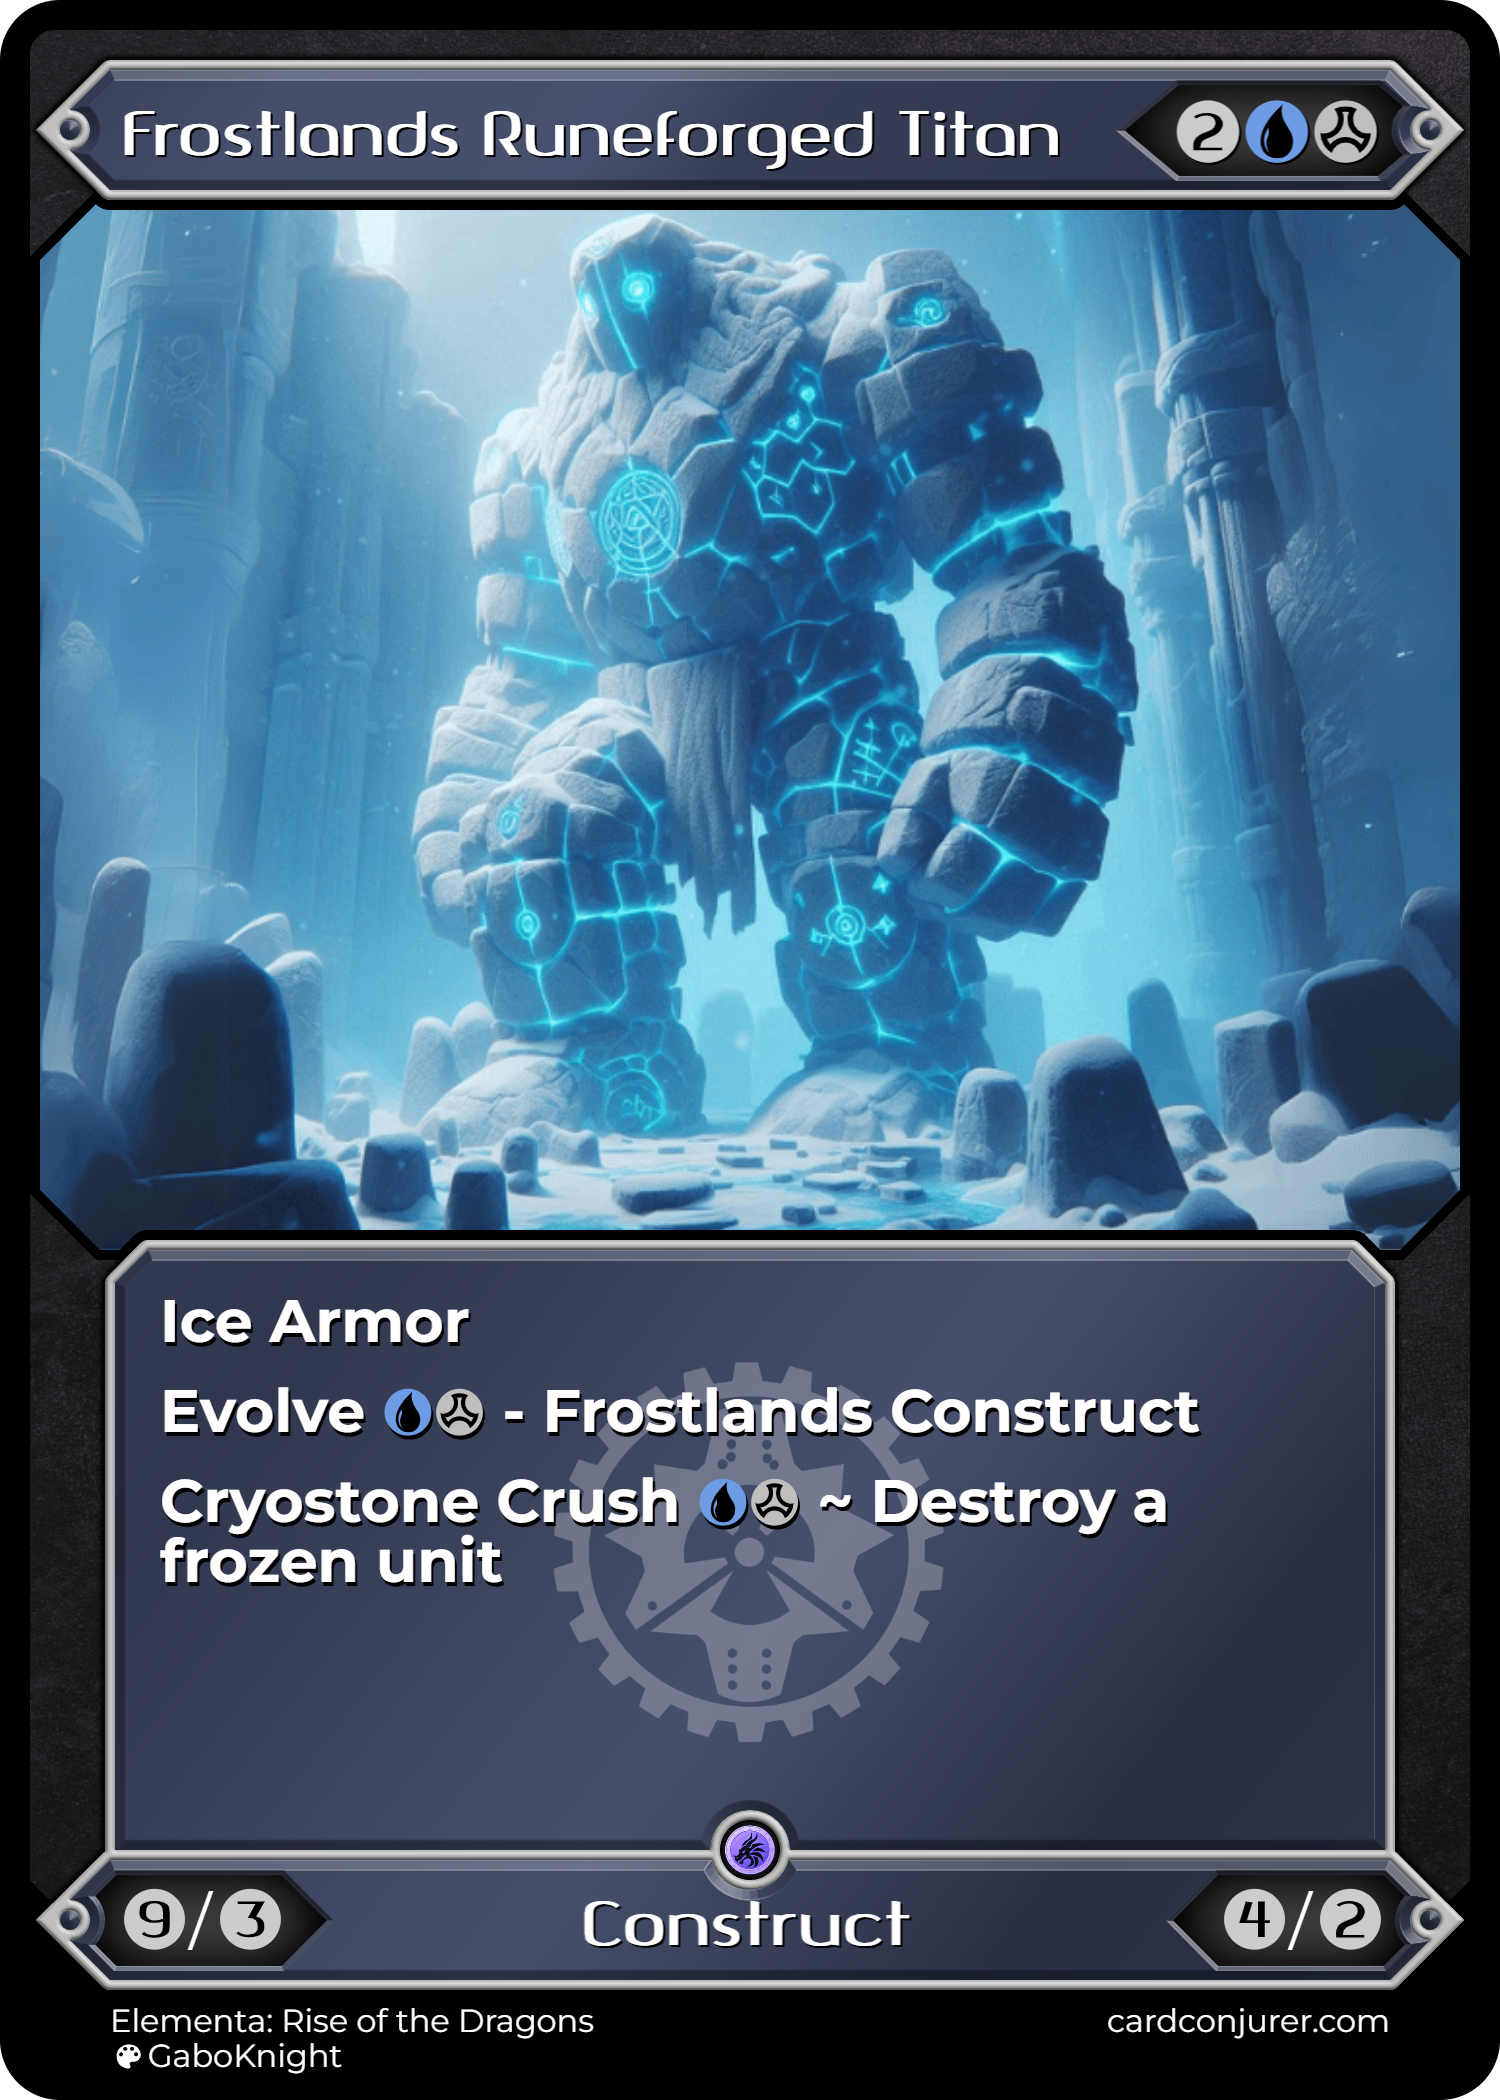 Frostlands Runeforged Titan 2
Ice Armor
Evolve - Frostlands Construct
Cryostone Crush ~ Destroy a
frozen unit
9/3 Construct 4/2
Elementa: Rise of the Dragons cardconjurer.com
GaboKnight